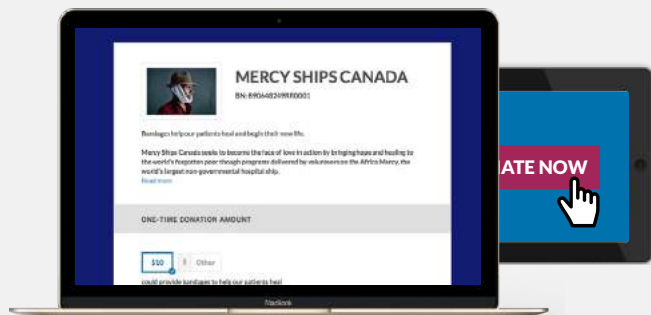 MERCY SHIPS CANADA
BN: 890648249RR0001
Bandages help our patients heal and begin their new life.
Mercy Ships Canada seeks to become the face of love in action by bringing hope and healing to
the world's forgotten poor though programs delivered by volunteers on the Africa Mercy, the
world's largest non-governmental hospital ship.
Read more
ONE-TIME DONATION AMOUNT
$10
$ Other
could provide bandages to help our patients heal
MacBook
ATE NOW